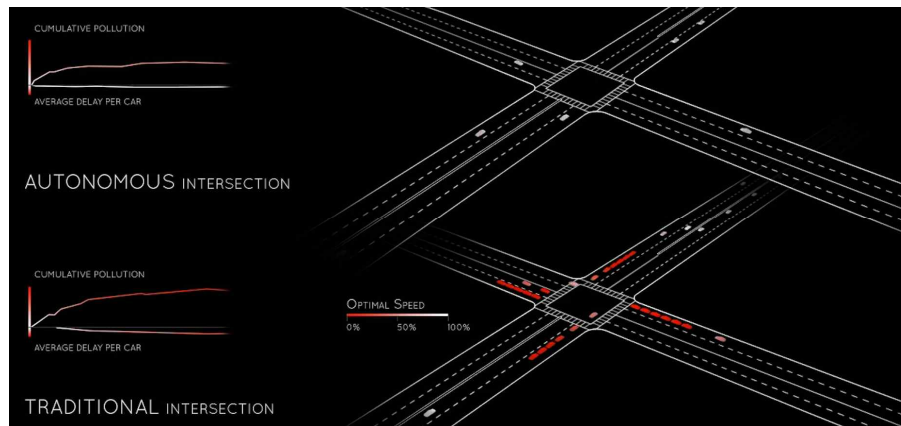 CUMULATIVE POLLUTION
AVERAGE DELAY PER CAR
AUTONOMOUS INTERSECTION
CUMULATIVE POLLUTION
AVERAGE DELAY PER CAR
TRADITIONAL INTERSECTION
OPTIMAL SPEED
0% 50% 100%